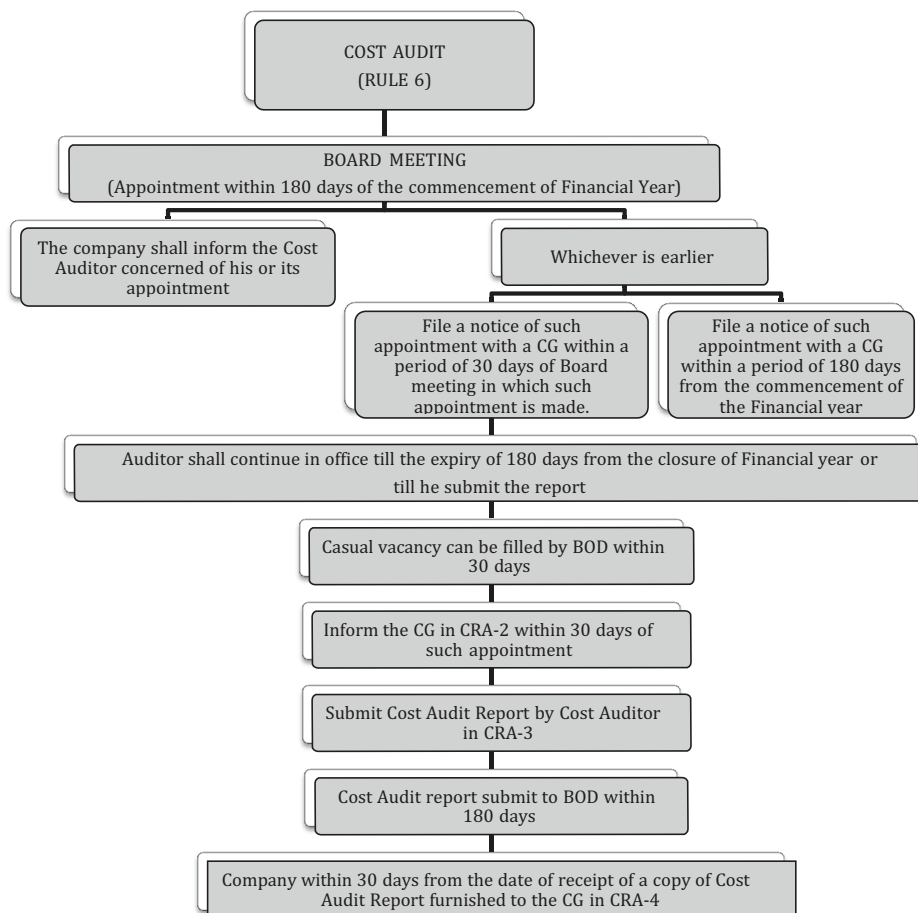 COST AUDIT
(RULE 6)
BOARD MEETING
(Appointment within 180 days of the commencement of Financial Year)
The company shall inform the Cost
Auditor concerned of his or its
appointment
Whichever is earlier
File a notice of such
appointment with a CG within a
period of 30 days of Board
meeting in which such
appointment is made.
File a notice of such
appointment with a CG
within a period of 180 days
from the commencement of
the Financial year
Auditor shall continue in office till the expiry of 180 days from the closure of Financial year or
till he submit the report
Casual vacancy can be filled by BOD within
30 days
Inform the CG in CRA-2 within 30 days of
such appointment
Submit Cost Audit Report by Cost Auditor
in CRA-3
Cost Audit report submit to BOD within
180 days
Company within 30 days from the date of receipt of a copy of Cost
Audit Report furnished to the CG in CRA-4